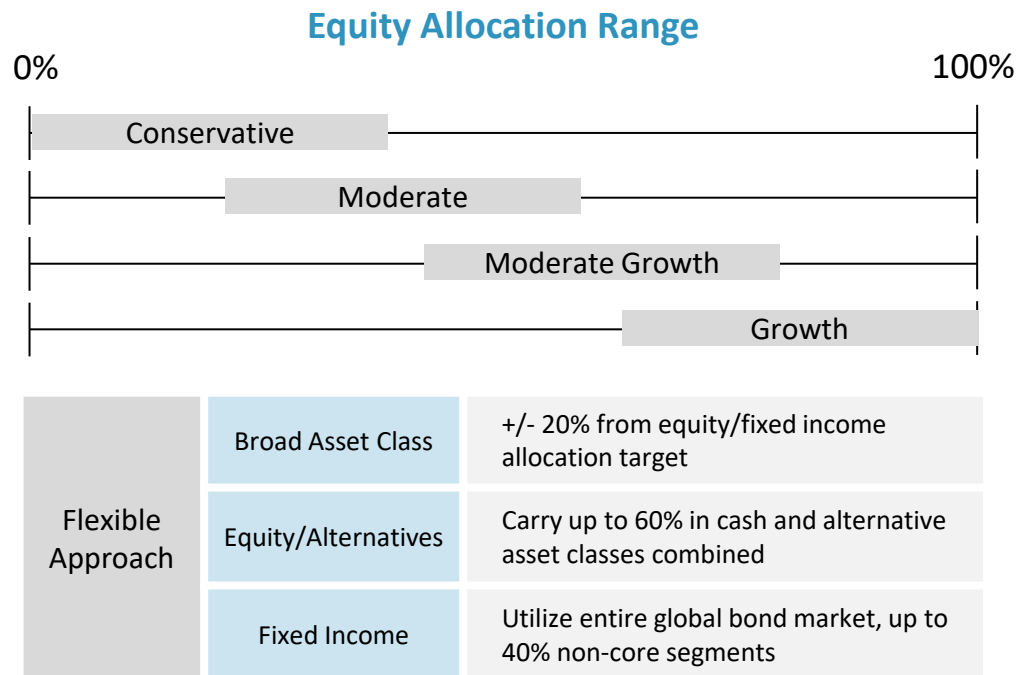 Equity Allocation Range
0% 100%
Conservative
Moderate
Moderate Growth
Growth
Flexible
Approach
Broad Asset Class
+/- 20% from equity/fixed income
allocation target
Equity/Alternatives
Carry up to 60% in cash and alternative
asset classes combined
Fixed Income
Utilize entire global bond market, up to
40% non-core segments